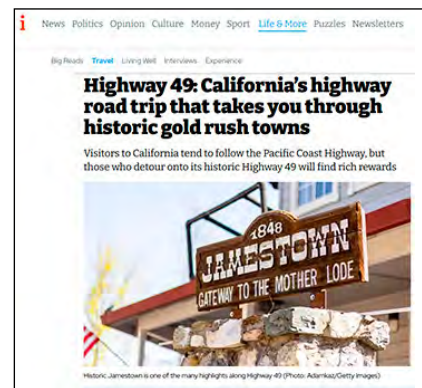 i News Politics Opinion Culture Money Sport Life & More Puzzles Newsletters
Big Reads Travel Living Well Interviews Experience
Highway 49: California's highway
road trip that takes you through
historic gold rush towns
Visitors to California tend to follow the Pacific Coast Highway, but
those who detour onto its historic Highway 49 will find rich rewards
1848
JAMESTOWN
GATEWAY TO THE MOTHER LODE
Historic Jamestown is one of the many highlights along Highway 49 (Photo: Adamkaz/Getty Images)